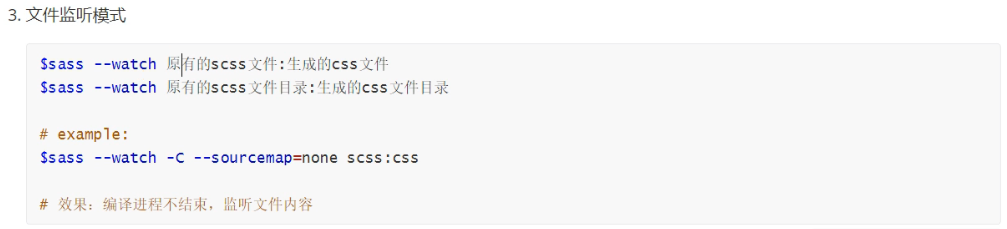 3. 文件监听模式
$sass --watch 原有的scss文件:生成的css文件
$sass --watch 原有的scss文件目录:生成的css文件目录
# example:
$sass --watch -C --sourcemap=none scss:css
# 效果: 编译进程不结束，监听文件内容